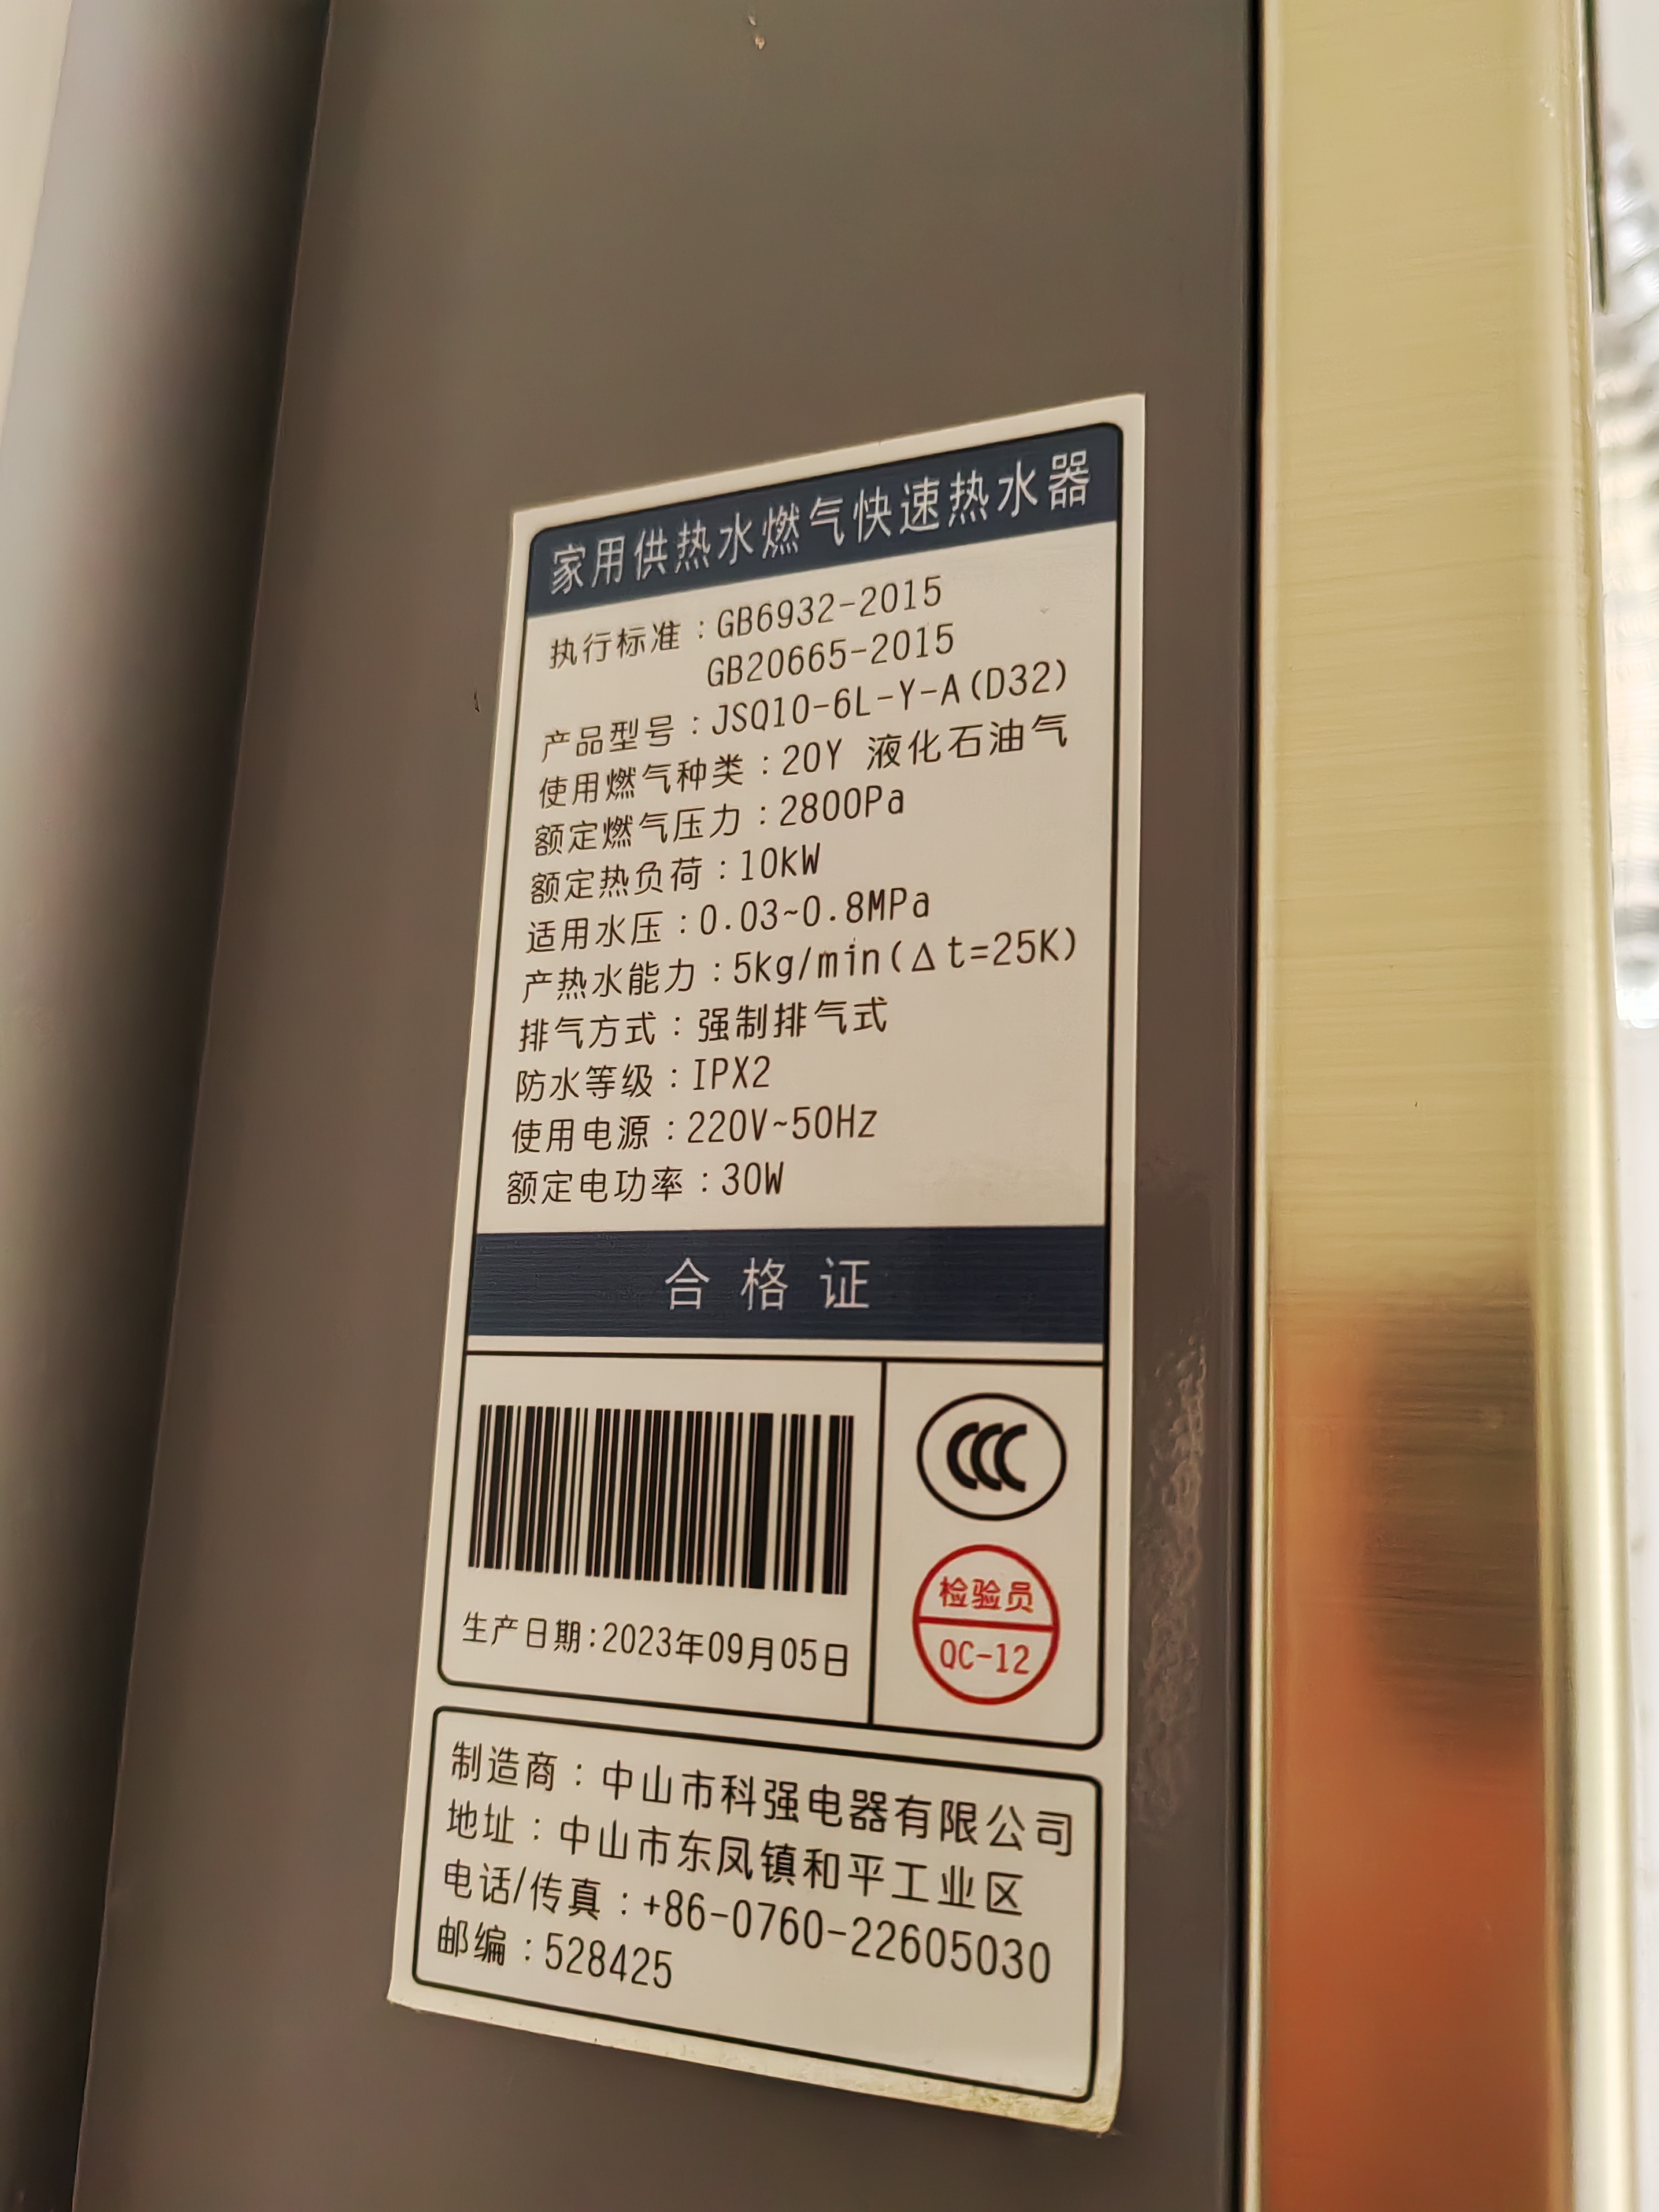 家用供热水燃气快速热水器
执行标准:GB6932-2015
GB20665-2015
产品型号:JSQ10-6L-Y-A(D32)
使用燃气种类:20Y 液化石油气
额定燃气压力:2800Pa
额定热负荷:10KW
适用水压:0.03~0.8MPa
产热水能力:5kg/min(Δt=25K)
排气方式:强制排气式
防水等级:IPX2
使用电源:220V~50Hz
额定电功率:30W
合格证
CCC
检验员
QC-12
生产日期:2023年09月05日
制造商:中山市科强电器有限公司
地址:中山市东凤镇和平工业区
电话/传真:+86-0760-22605030
邮编:528425